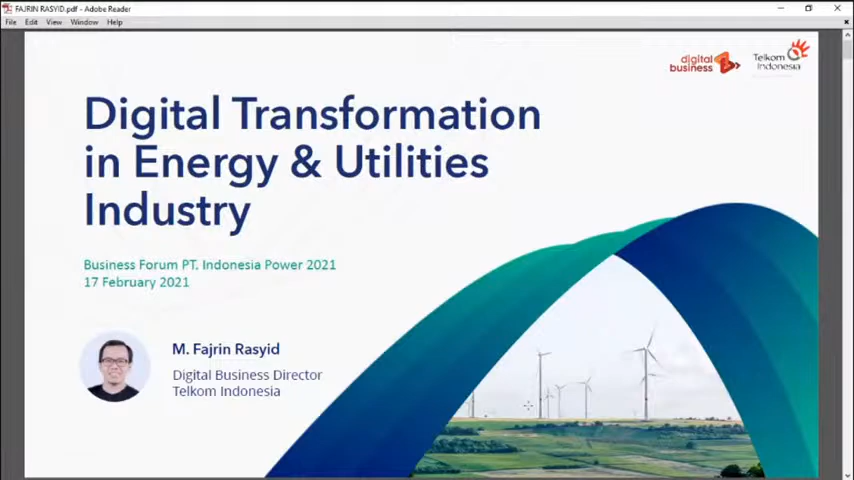 FAJRIN RASYID.pdf - Adobe Reader
File Edit View Window Help
digital
business
Telkom
Indonesia
Digital Transformation
in Energy & Utilities
Industry
Business Forum PT. Indonesia Power 2021
17 February 2021
M. Fajrin Rasyid
Digital Business Director
Telkom Indonesia